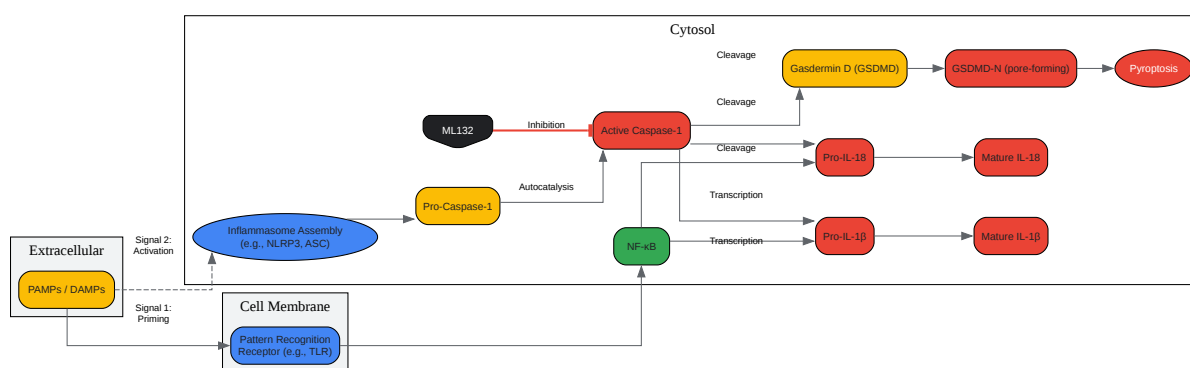 Cytosol
Cleavage
Gasdermin D (GSDMD)
GSDMD-N (pore-forming)
Pyroptosis
Cleavage
ML132
Inhibition
Active Caspase-1
Cleavage
Pro-IL-18
Mature IL-18
Autocatalysis
Pro-Caspase-1
Transcription
Inflammasome Assembly
(e.g., NLRP3, ASC)
NF-κB
Transcription
Pro-IL-1β
Mature IL-1β
Extracellular
Signal 2:
Activation
PAMPs / DAMPs
Signal 1:
Priming
Cell Membrane
Pattern Recognition
Receptor (e.g., TLR)